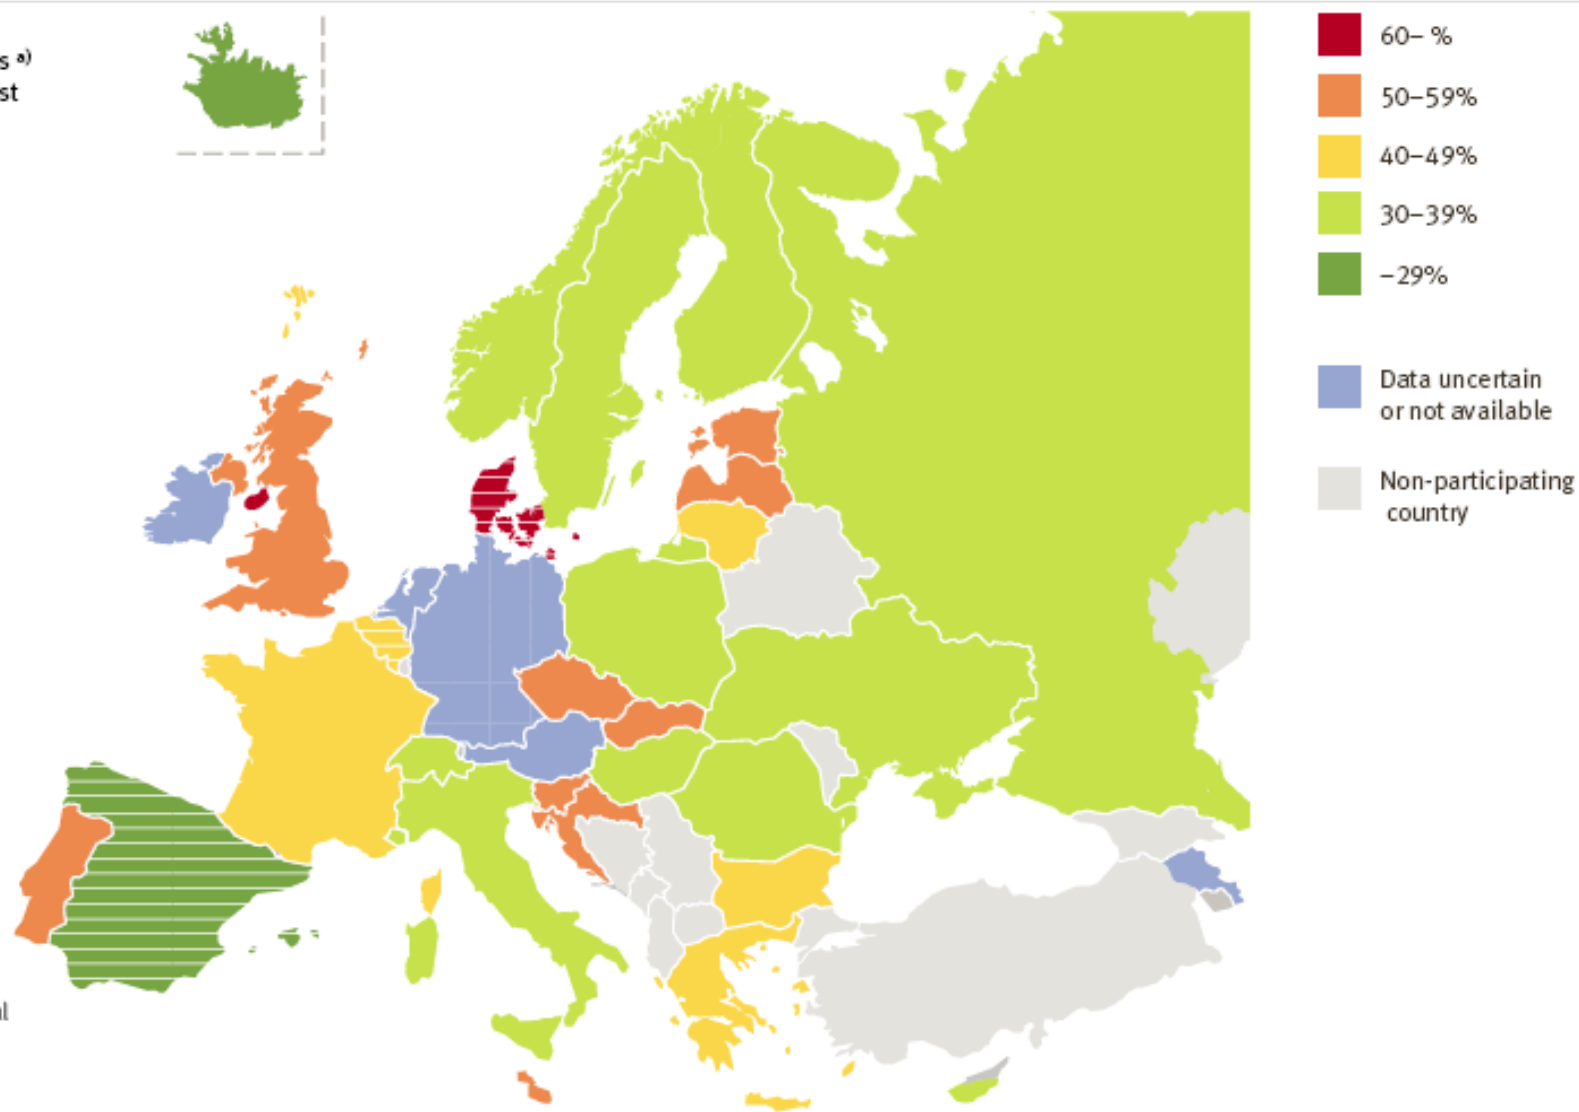 s a)
st
60– %
50–59%
40–49%
30–39%
–29%
Data uncertain
or not available
Non-participating
country
l